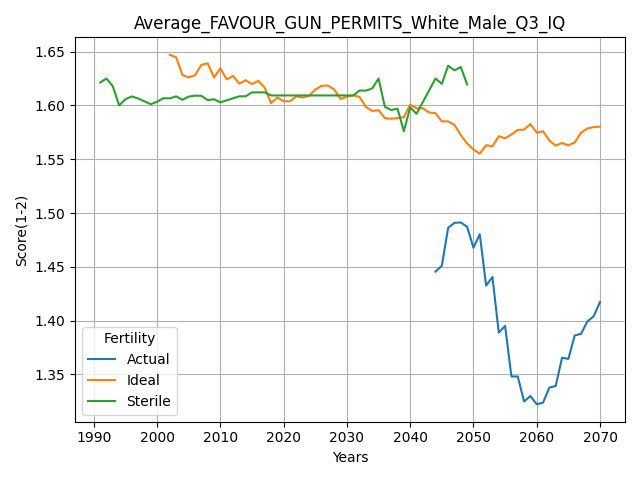 Average_FAVOUR_GUN_PERMITS_White_Male_Q3_IQ
1.65
1.60
1.55
1.50
1.45
1.40
1.35
Score(1-2)
Fertility
Actual
Ideal
Sterile
1990 2000 2010 2020 2030 2040 2050 2060 2070
Years